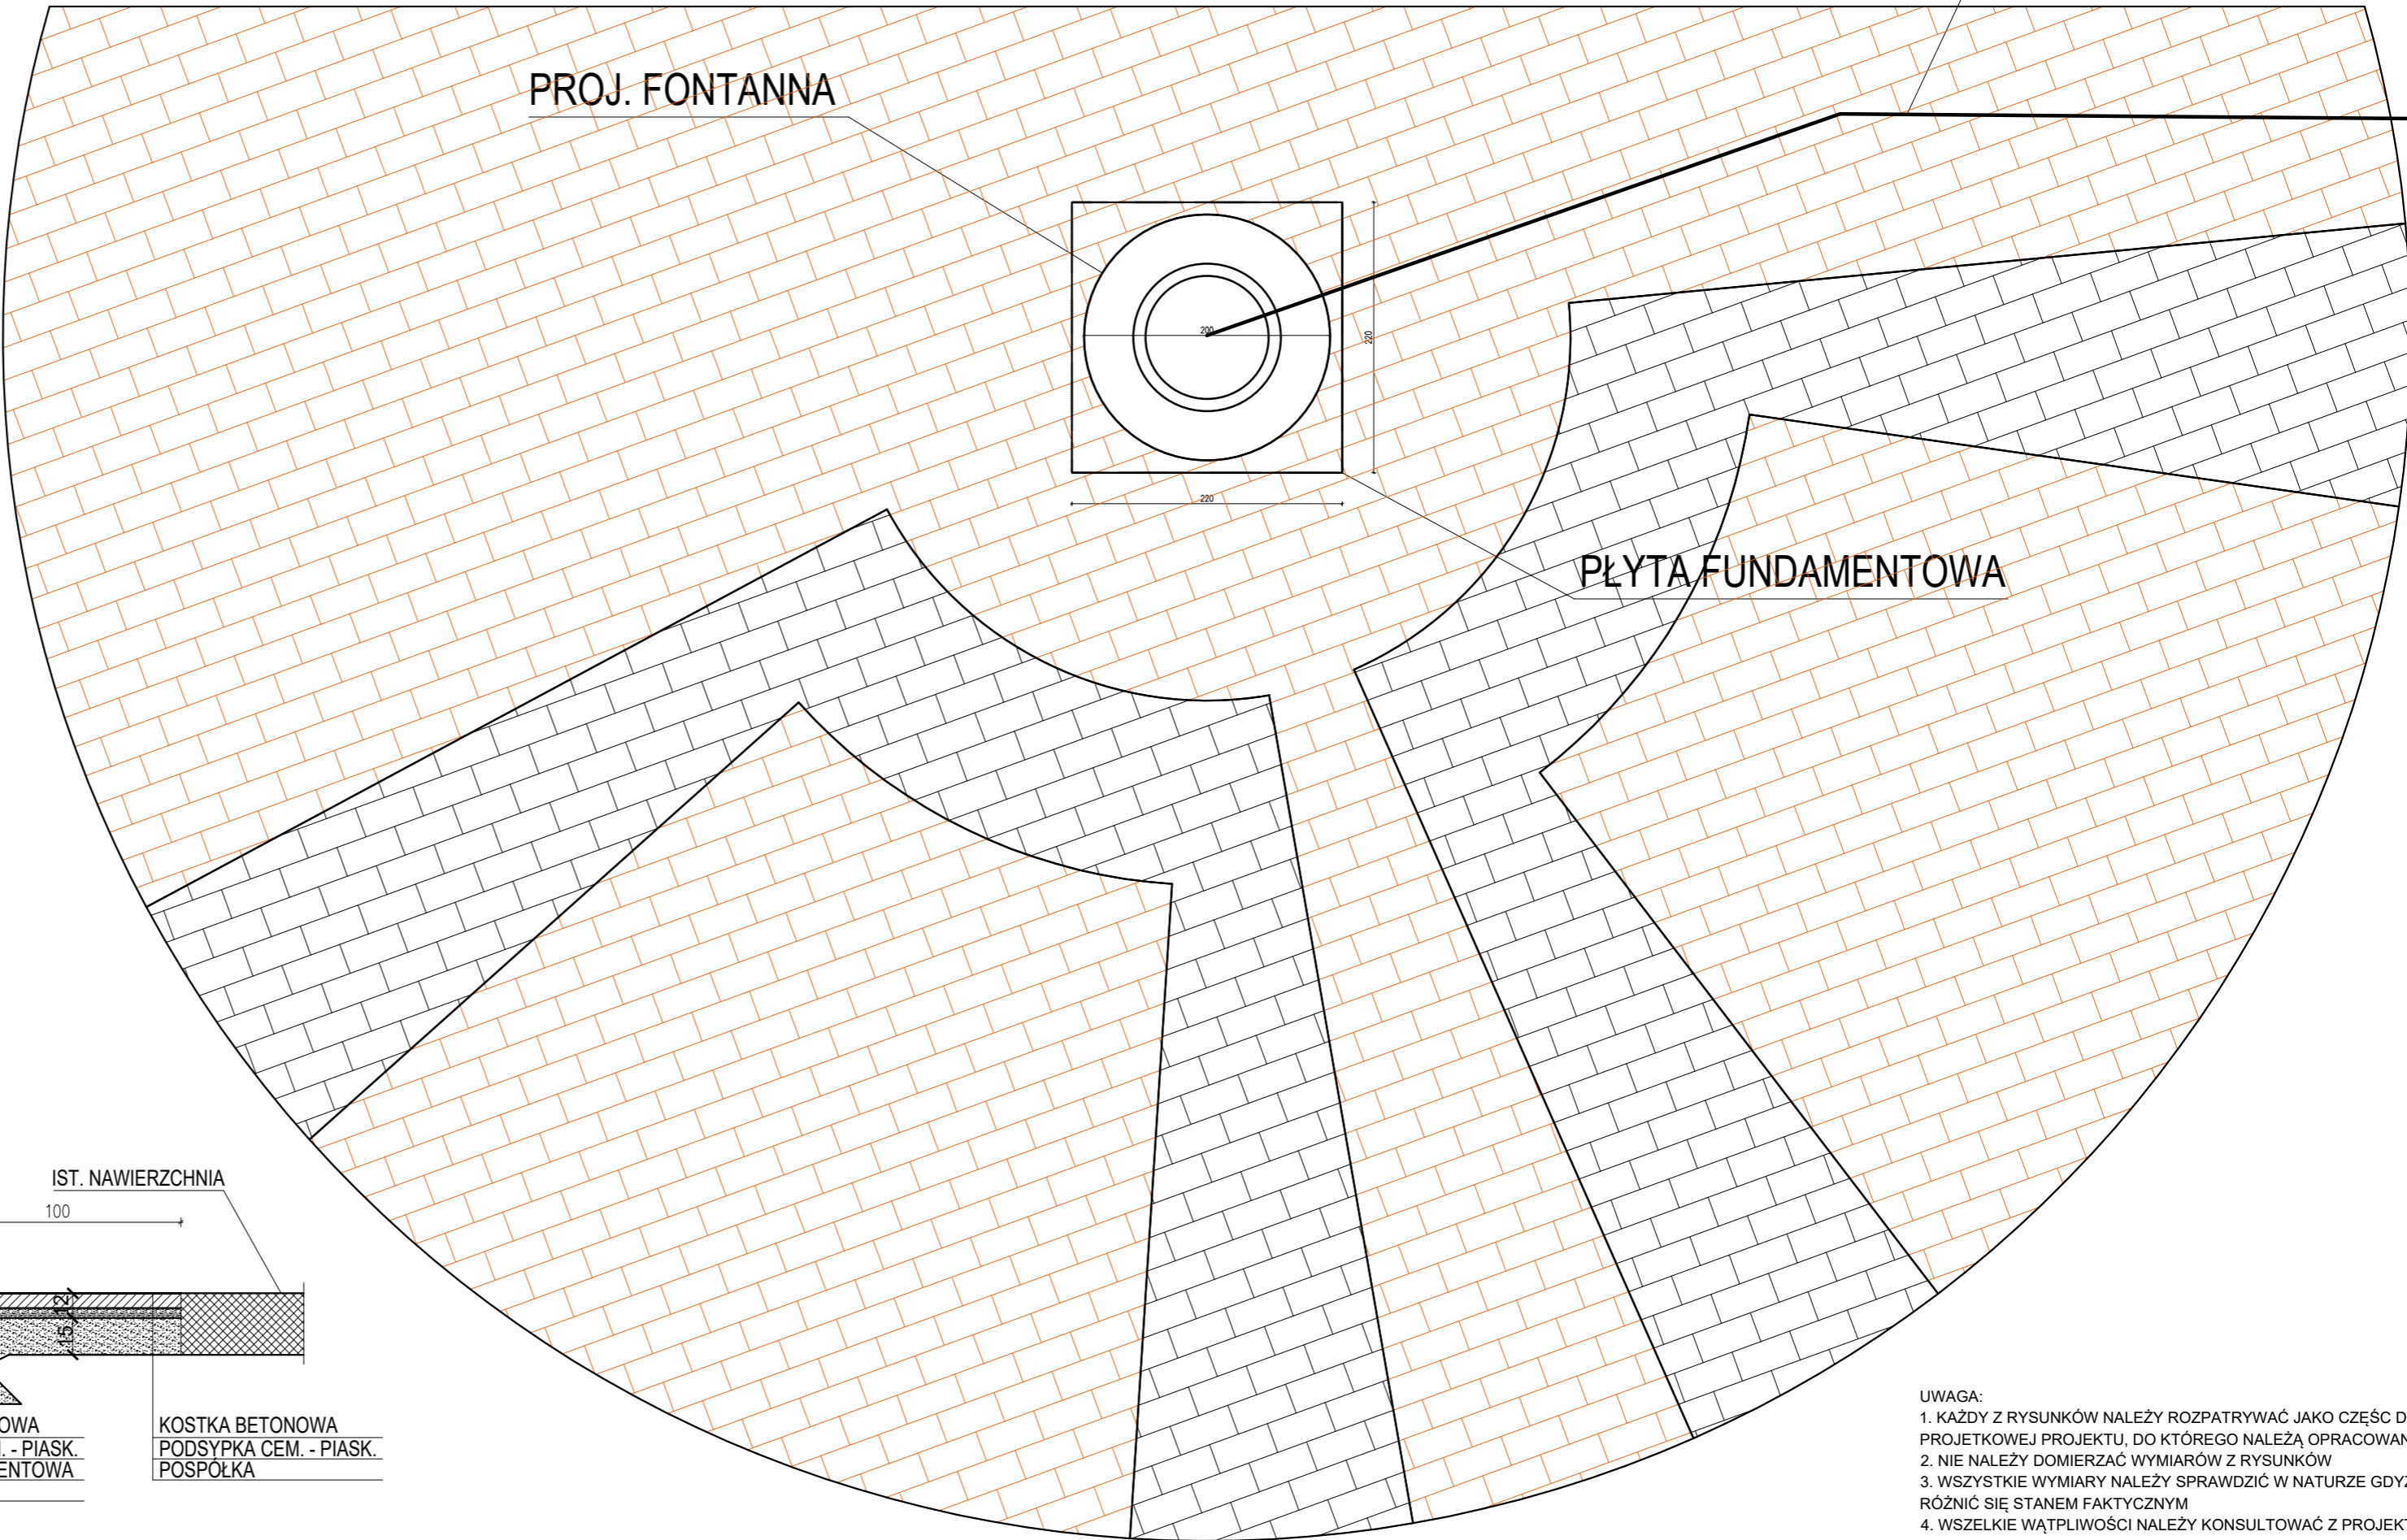 PROJ. FONTANNA
200
220
220
PŁYTA FUNDAMENTOWA
IST. NAWIERZCHNIA
100
12
15
KOSTKA BETONOWA
PODSYPKA CEM. - PIASK.
POSPÓŁKA
OWA
. - PIASK.
ENTOWA
UWAGA:
1. KAŻDY Z RYSUNKÓW NALEŻY ROZPATRYWAĆ JAKO CZĘŚC D
PROJETKOWEJ PROJEKTU, DO KTÓREGO NALEŻĄ OPRACOWAN
2. NIE NALEŻY DOMIERZAĆ WYMIARÓW Z RYSUNKÓW
3. WSZYSTKIE WYMIARY NALEŻY SPRAWDZIĆ W NATURZE GDYŻ
RÓŻNIĆ SIĘ STANEM FAKTYCZNYM
4. WSZELKIE WĄTPLIWOŚCI NALEŻY KONSULTOWAĆ Z PROJEK